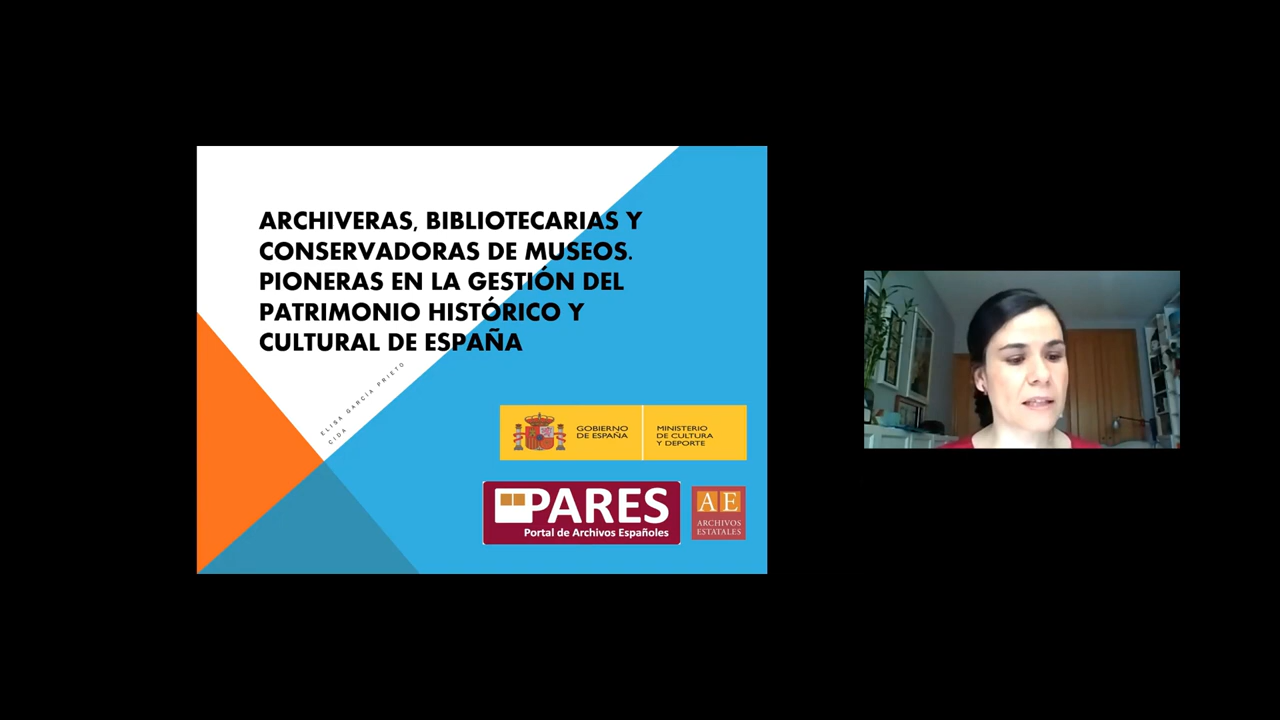 ARCHIVERAS, BIBLIOTECARIAS Y
CONSERVADORAS DE MUSEOS.
PIONERAS EN LA GESTIÓN DEL
PATRIMONIO HISTÓRICO Y
CULTURAL DE ESPAÑA
ELISA GARCÍA PRIETO
CIDA
GOBIERNO
DE ESPAÑA
MINISTERIO
DE CULTURA
Y DEPORTE
PARES
Portal de Archivos Españoles
AE
ARCHIVOS
ESTATALES